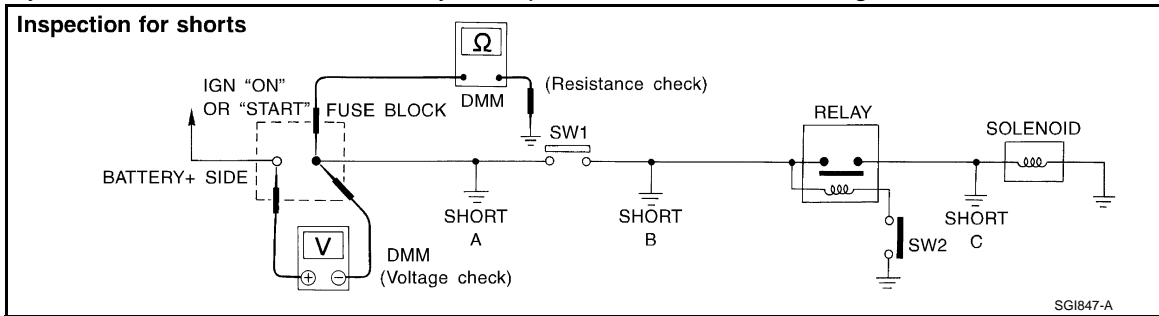 Inspection for shorts
Ω
IGN "ON"
OR "START"
FUSE BLOCK
DMM
(Resistance check)
SW1
RELAY
SOLENOID
BATTERY+ SIDE
SHORT
A
SHORT
B
SHORT
C
SW2
V
+ −
DMM
(Voltage check)
SGI847-A